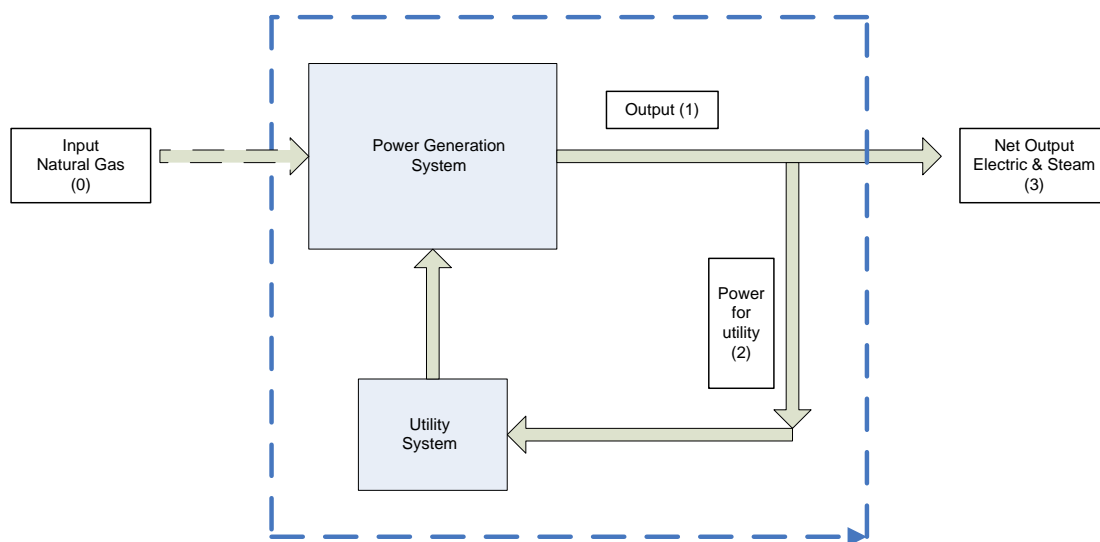 Input
Natural Gas
(0)
Power Generation
System
Output (1)
Net Output
Electric & Steam
(3)
Power
for
utility
(2)
Utility
System